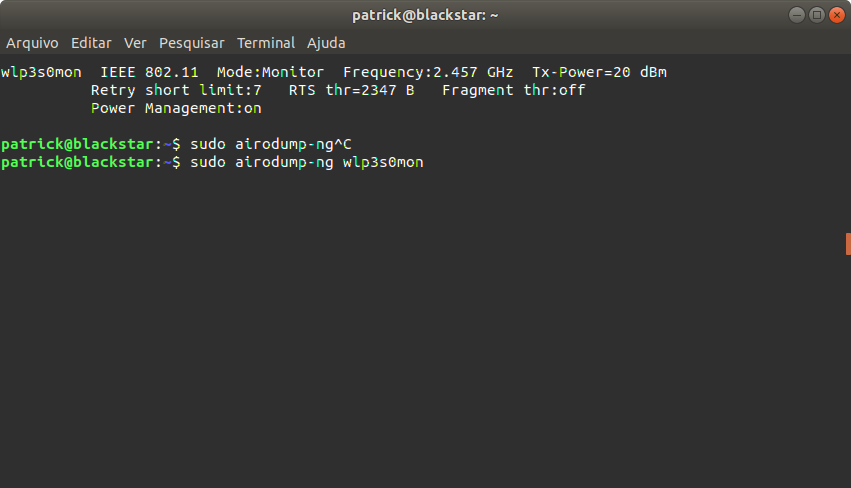 patrick@blackstar: ~
Arquivo Editar Ver Pesquisar Terminal Ajuda
wlp3s0mon  IEEE 802.11  Mode:Monitor  Frequency:2.457 GHz  Tx-Power=20 dBm
          Retry short limit:7   RTS thr=2347 B   Fragment thr:off
          Power Management:on
patrick@blackstar:~$ sudo airodump-ng^C
patrick@blackstar:~$ sudo airodump-ng wlp3s0mon